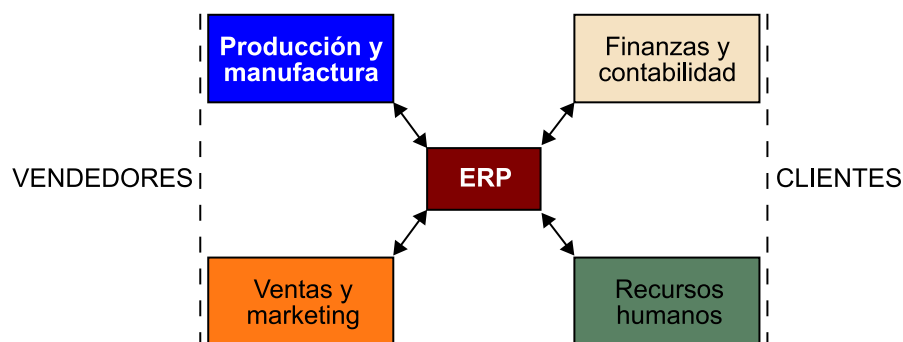 Producción y
manufactura
Finanzas y
contabilidad
VENDEDORES
ERP
CLIENTES
Ventas y
marketing
Recursos
humanos